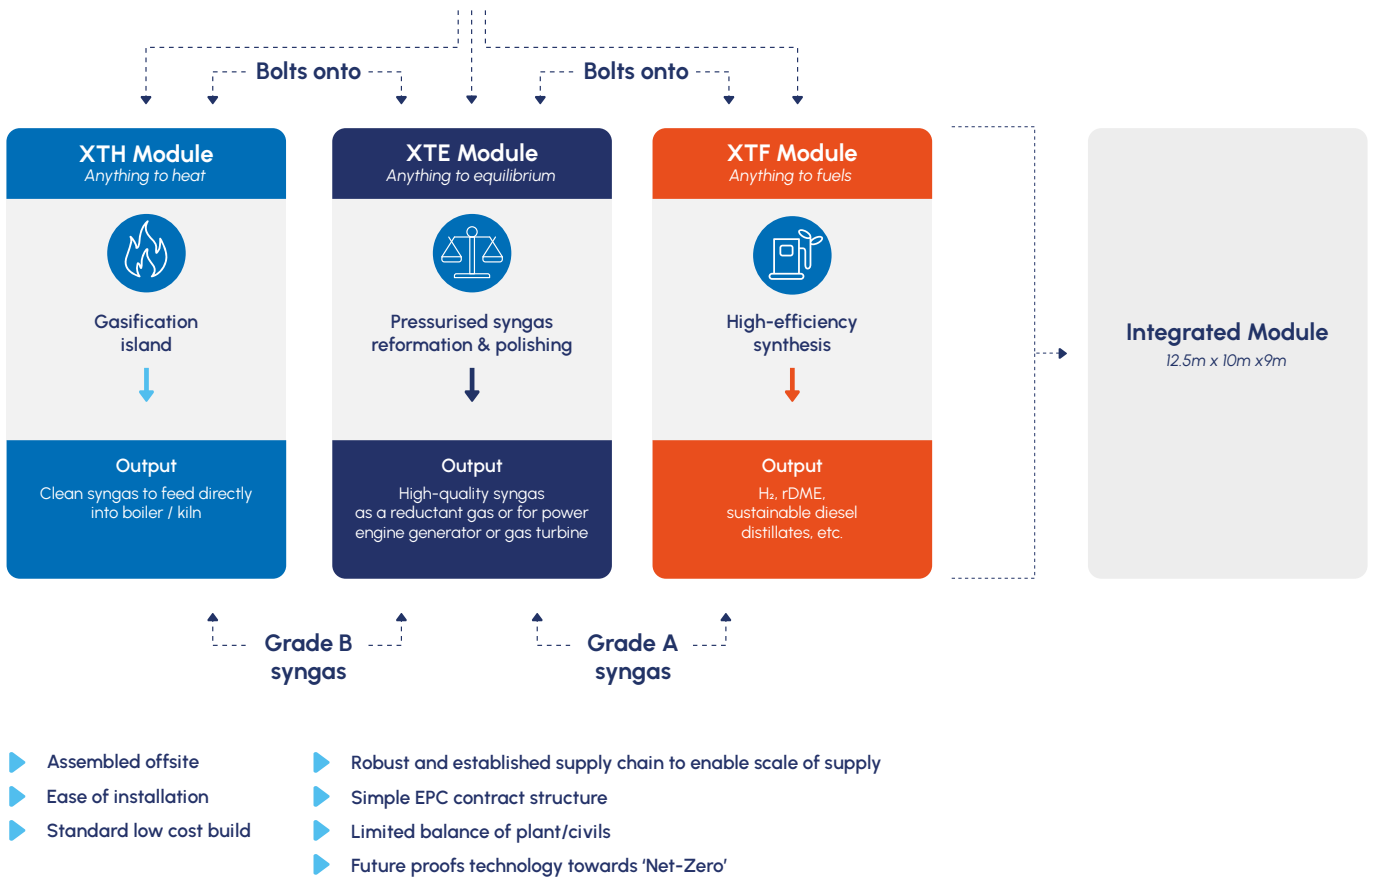 Bolts onto
Bolts onto
XTH Module
Anything to heat
Gasification
island
Output
Clean syngas to feed directly
into boiler / kiln
XTE Module
Anything to equilibrium
Pressurised syngas
reformation & polishing
Output
High-quality syngas
as a reductant gas or for power
engine generator or gas turbine
XTF Module
Anything to fuels
High-efficiency
synthesis
Output
H₂, rDME,
sustainable diesel
distillates, etc.
Integrated Module
12.5m x 10m x9m
Grade B
syngas
Grade A
syngas
Assembled offsite
Ease of installation
Standard low cost build
Robust and established supply chain to enable scale of supply
Simple EPC contract structure
Limited balance of plant/civils
Future proofs technology towards ‘Net-Zero’